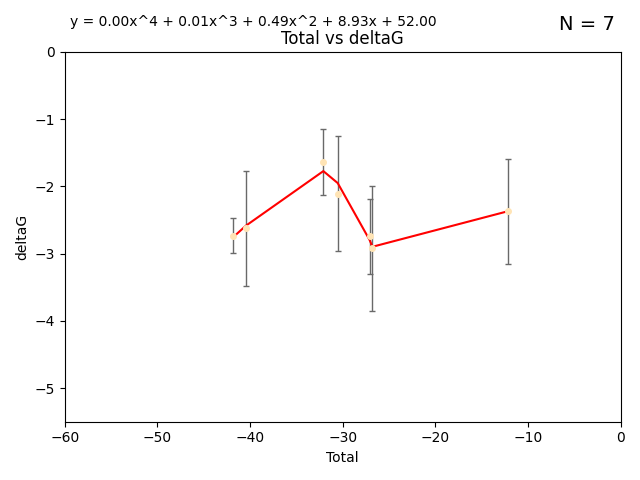 y = 0.00x^4 + 0.01x^3 + 0.49x^2 + 8.93x + 52.00
N = 7
Total vs deltaG
0
−1
−2
−3
−4
−5
deltaG
−60 −50 −40 −30 −20 −10 0
Total